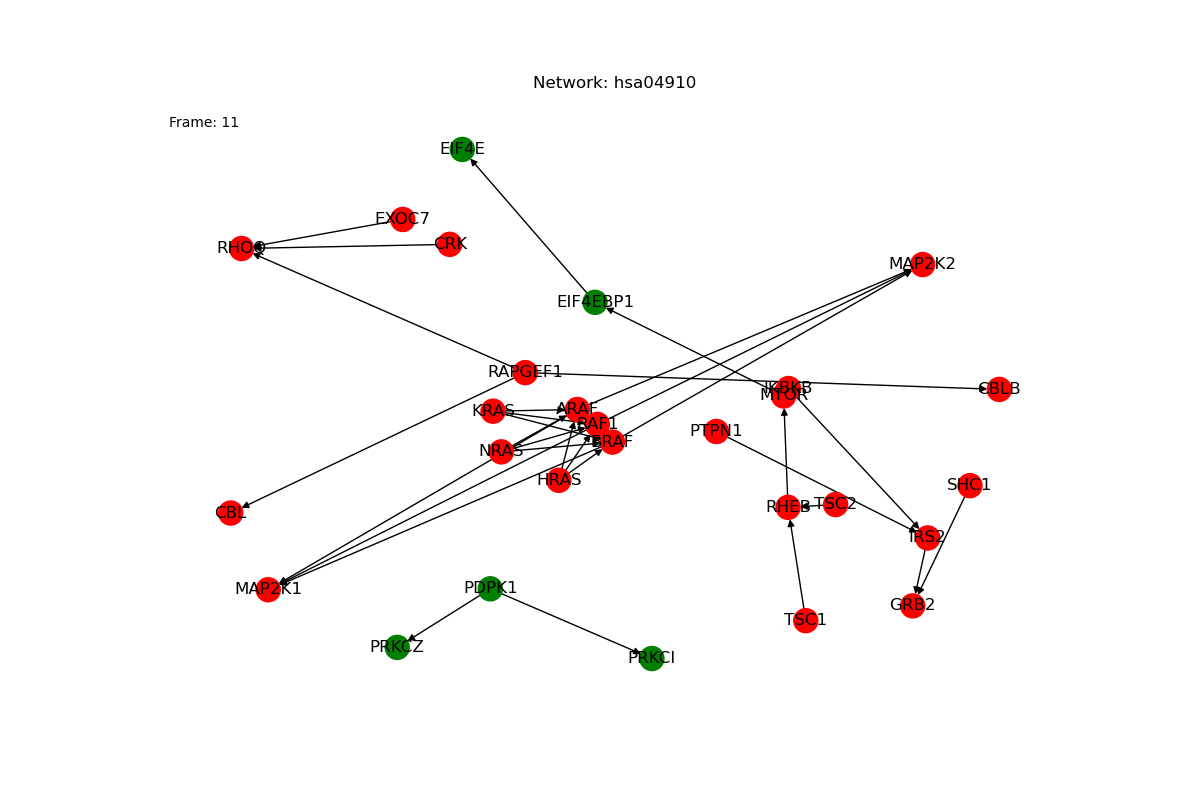 Network: hsa04910
Frame: 11
EIF4E
EXOC7
CRK
RHOQ
MAP2K2
EIF4EBP1
RAPGEF1
IKBKB
MTOR
CBLB
KRAS
ARAF
RAF1
PTPN1
BRAF
NRAS
HRAS
SHC1
TSC2
RHEB
CBL
IRS2
MAP2K1
PDPK1
GRB2
TSC1
PRKCZ
PRKCI